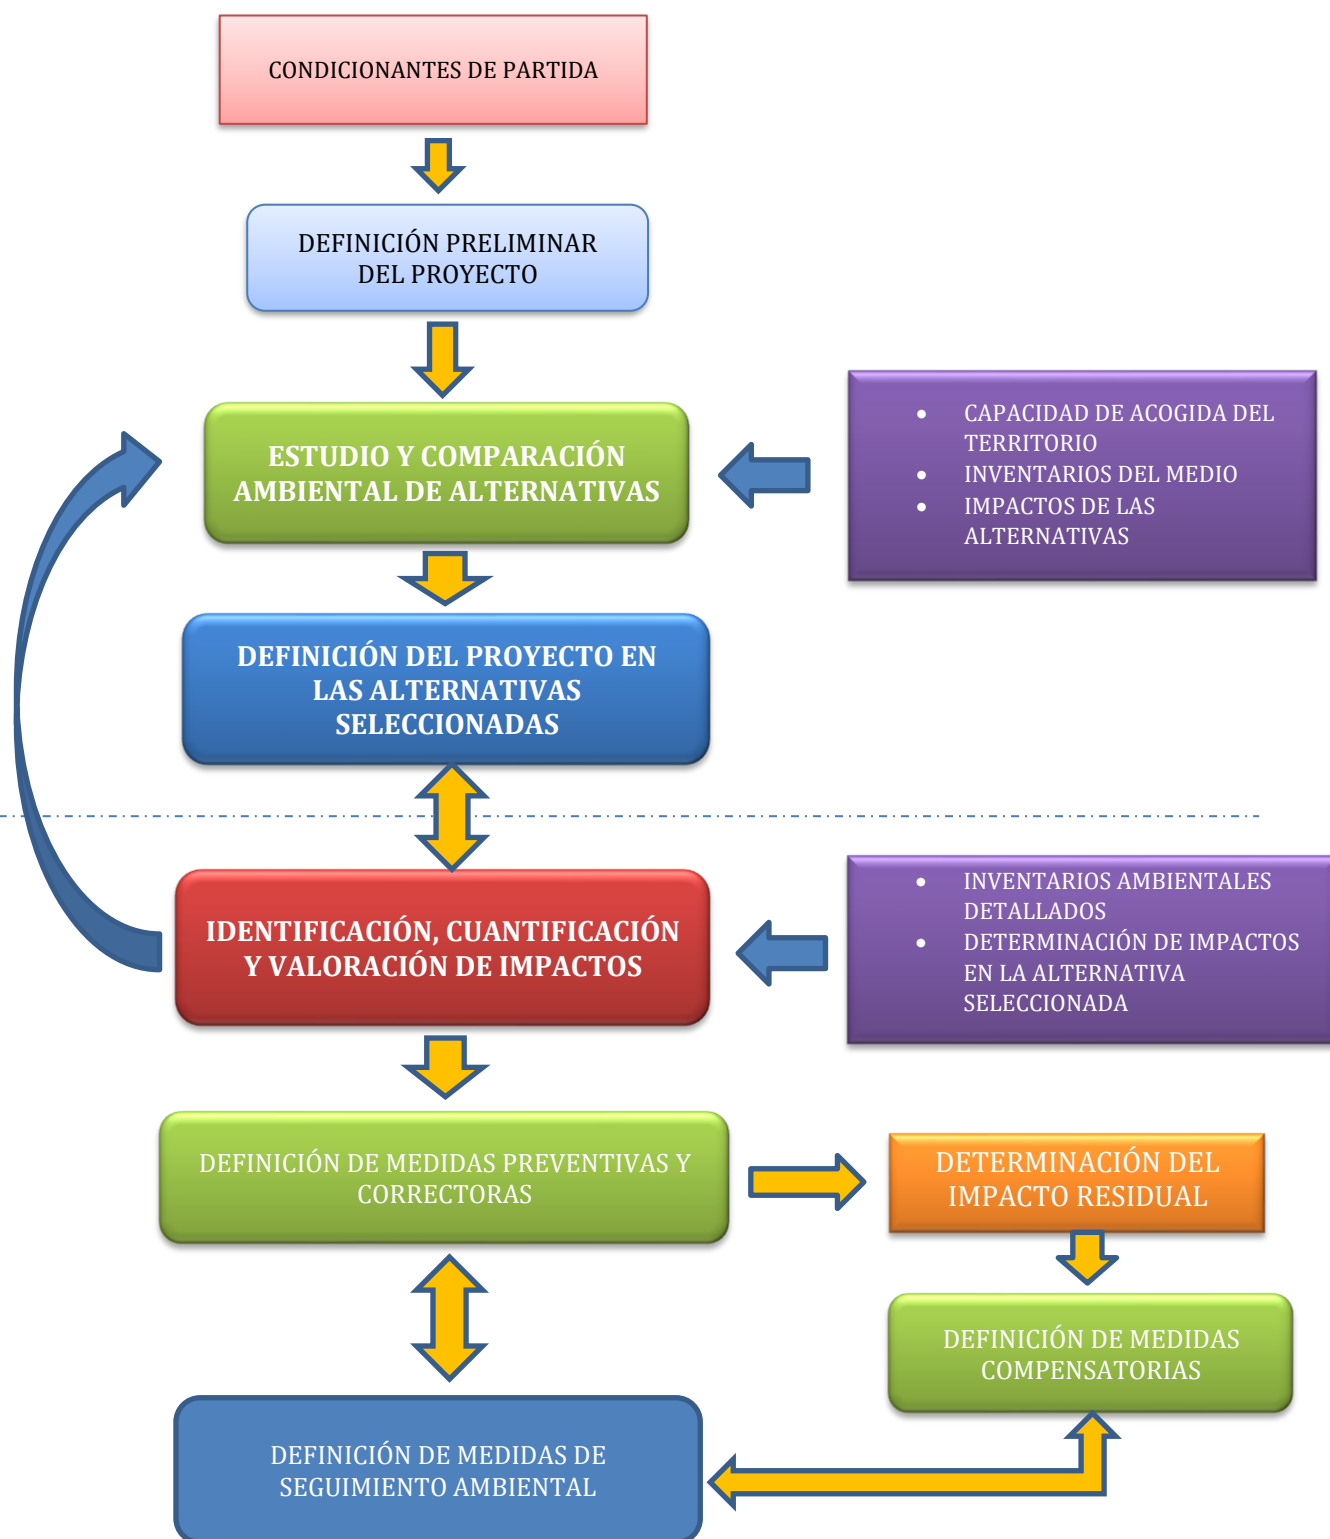 CONDICIONANTES DE PARTIDA
DEFINICIÓN PRELIMINAR
DEL PROYECTO
ESTUDIO Y COMPARACIÓN
AMBIENTAL DE ALTERNATIVAS
• CAPACIDAD DE ACOGIDA DEL
TERRITORIO
• INVENTARIOS DEL MEDIO
• IMPACTOS DE LAS
ALTERNATIVAS
DEFINICIÓN DEL PROYECTO EN
LAS ALTERNATIVAS
SELECCIONADAS
IDENTIFICACIÓN, CUANTIFICACIÓN
Y VALORACIÓN DE IMPACTOS
• INVENTARIOS AMBIENTALES
DETALLADOS
• DETERMINACIÓN DE IMPACTOS
EN LA ALTERNATIVA
SELECCIONADA
DEFINICIÓN DE MEDIDAS PREVENTIVAS Y
CORRECTORAS
DETERMINACIÓN DEL
IMPACTO RESIDUAL
DEFINICIÓN DE MEDIDAS
COMPENSATORIAS
DEFINICIÓN DE MEDIDAS DE
SEGUIMIENTO AMBIENTAL